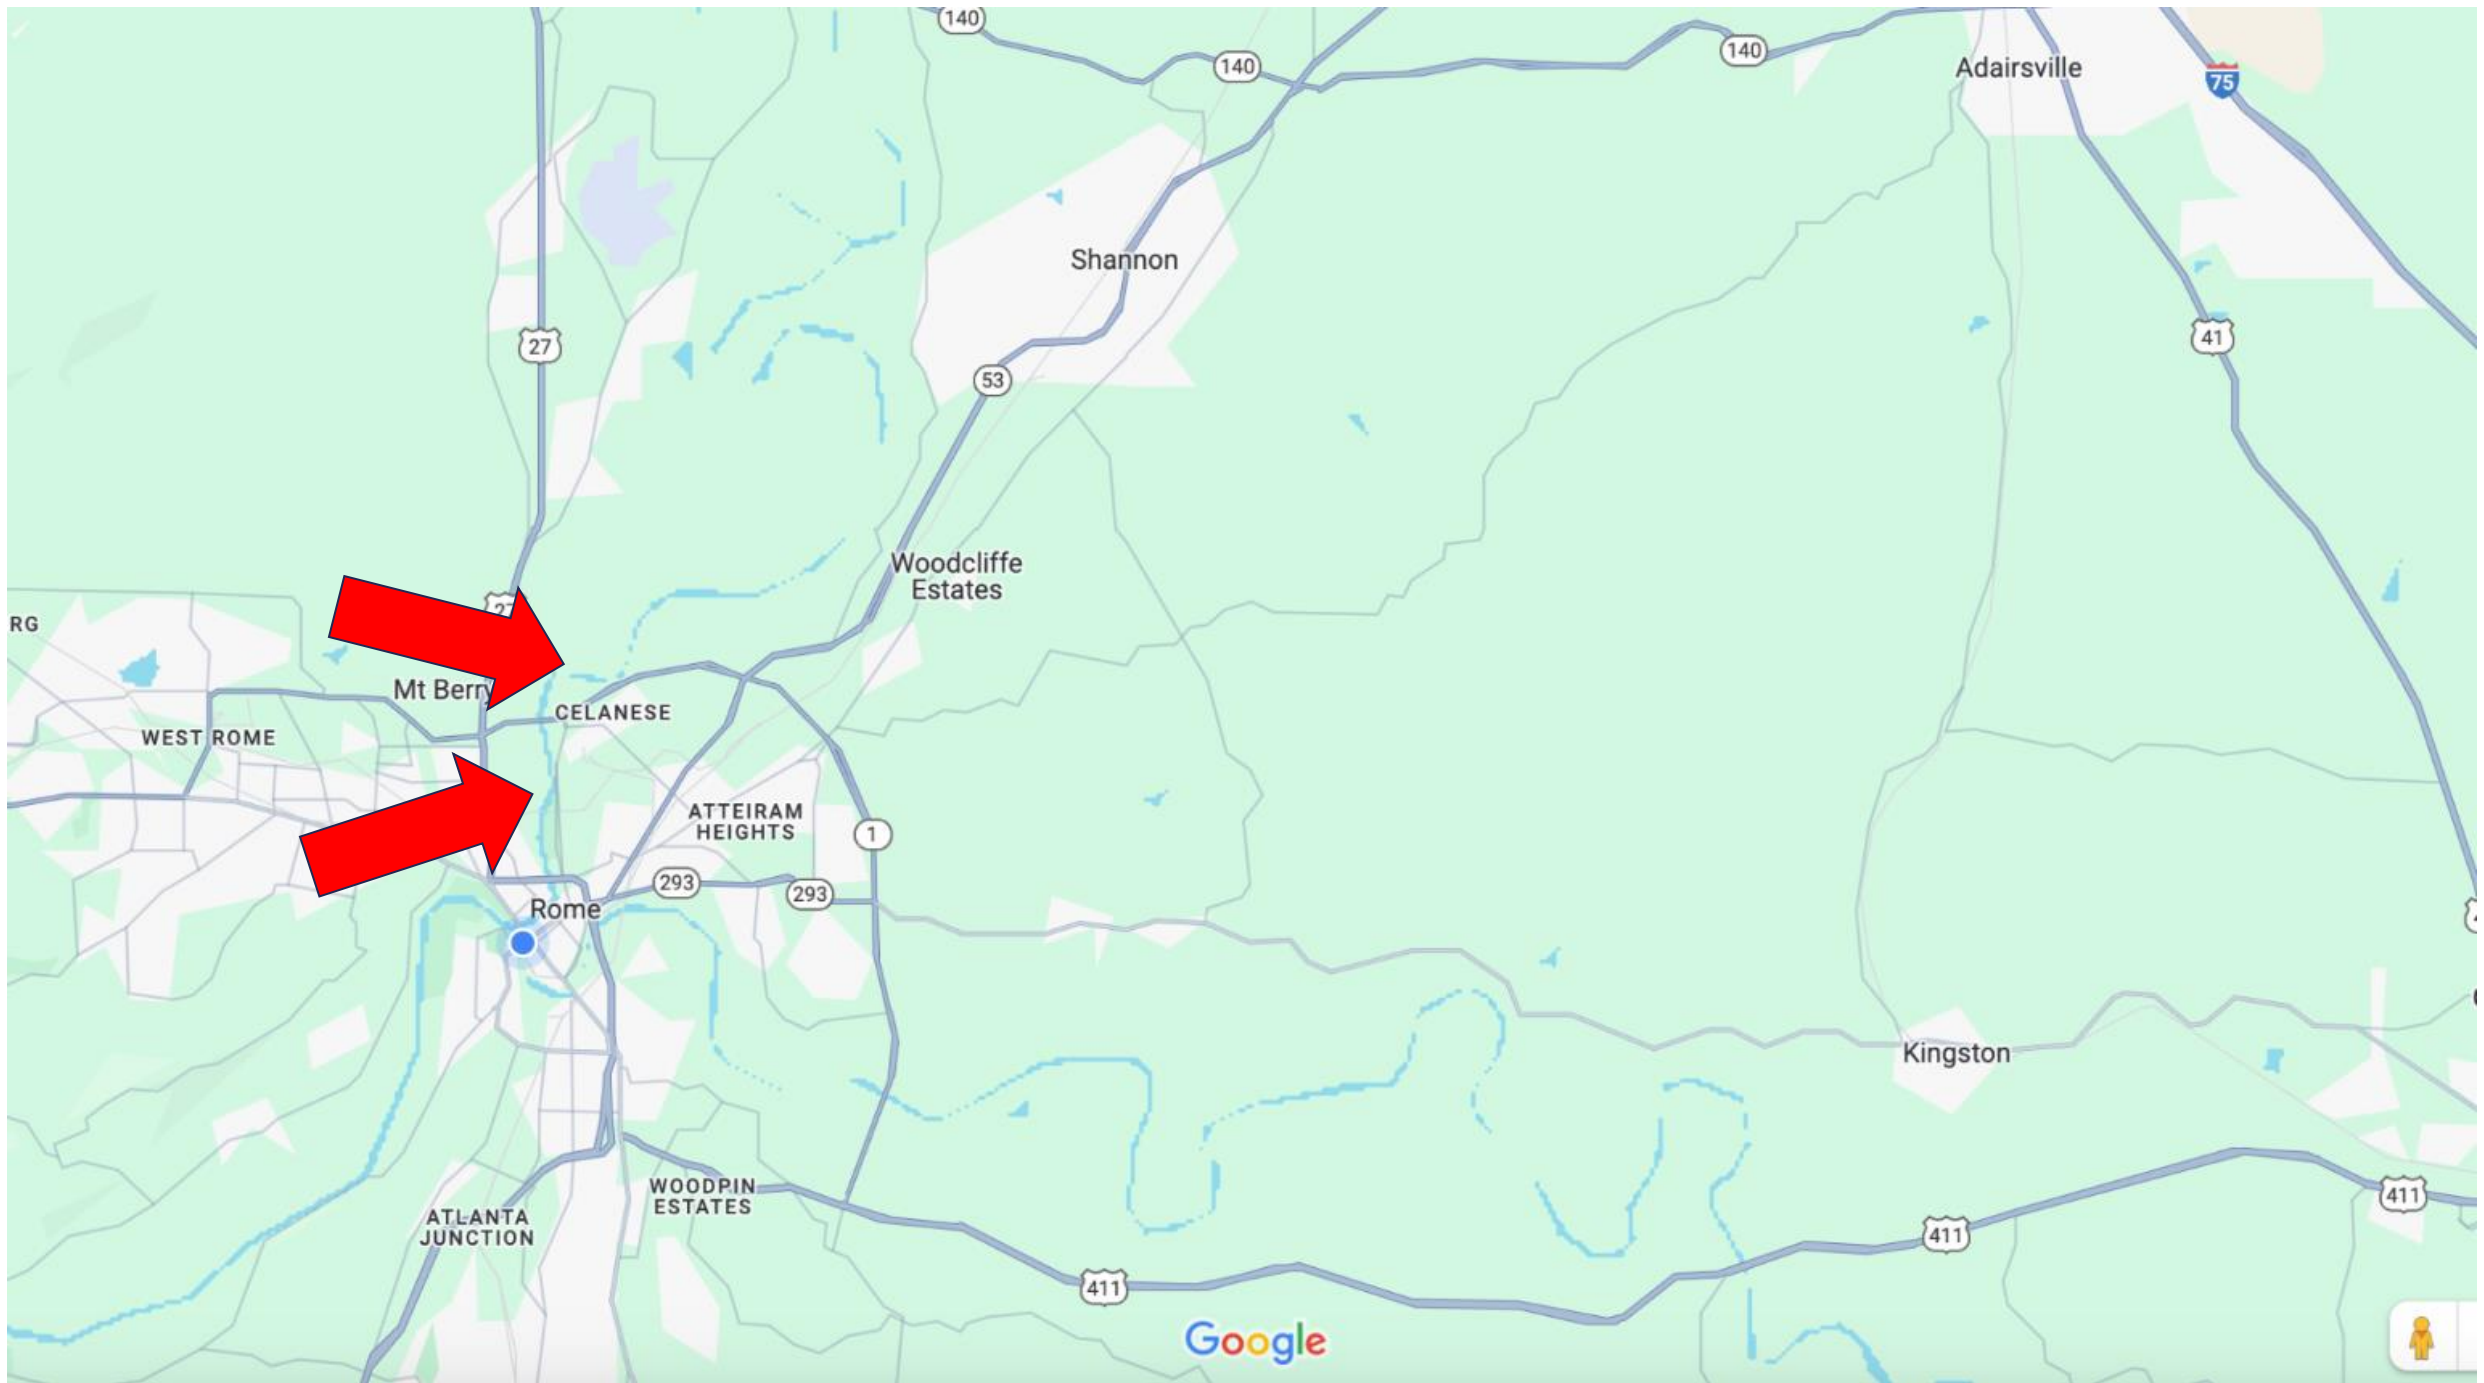 140
140
140
Adairsville
75
Shannon
27
41
53
Woodcliffe
Estates
27
RG
Mt Berry
CELANESE
WEST ROME
ATTEIRAM
HEIGHTS
1
293
293
Rome
Kingston
WOODPIN
ESTATES
411
ATLANTA
JUNCTION
411
411
Google